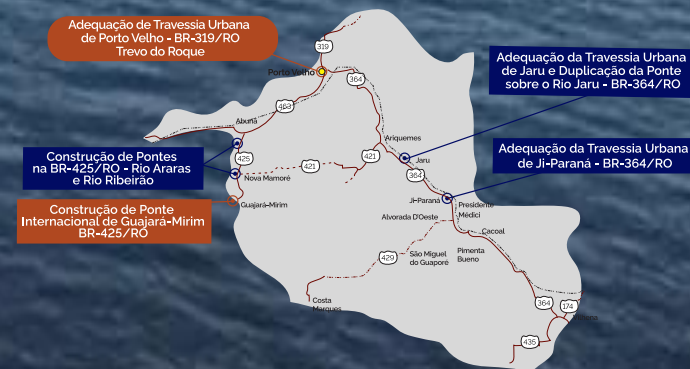 Adequação de Travessia Urbana
de Porto Velho - BR-319/RO
Trevo do Roque
319
Porto Velho
364
Adequação da Travessia Urbana
de Jaru e Duplicação da Ponte
sobre o Rio Jaru - BR-364/RO
463
Abunã
Ariquemes
Construção de Pontes
na BR-425/RO - Rio Araras
e Rio Ribeirão
425
421
421
Jaru
364
Adequação da Travessia Urbana
de Ji-Paraná - BR-364/RO
Nova Mamoré
Construção de Ponte
Internacional de Guajará-Mirim
BR-425/RO
Guajará-Mirim
Ji-Paraná
Presidente
Médici
Alvorada D'Oeste
Cacoal
429
São Miguel
do Guaporé
Pimenta
Bueno
Costa
Marques
364
174
Vilhena
435